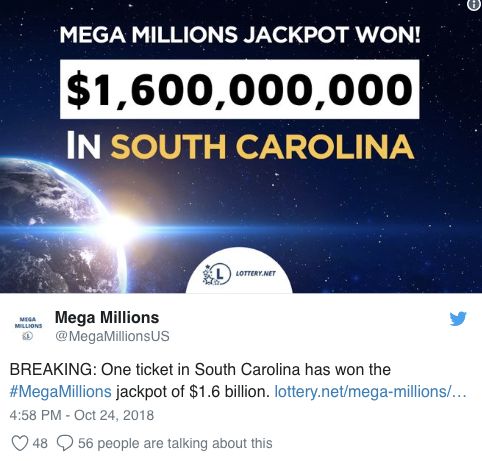 MEGA MILLIONS JACKPOT WON!
$1,600,000,000
IN SOUTH CAROLINA
L LOTTERY.NET
MEGA
MILLIONS
Mega Millions
@MegaMillionsUS
BREAKING: One ticket in South Carolina has won the
#MegaMillions jackpot of $1.6 billion. lottery.net/mega-millions/…
4:58 PM - Oct 24, 2018
48 56 people are talking about this